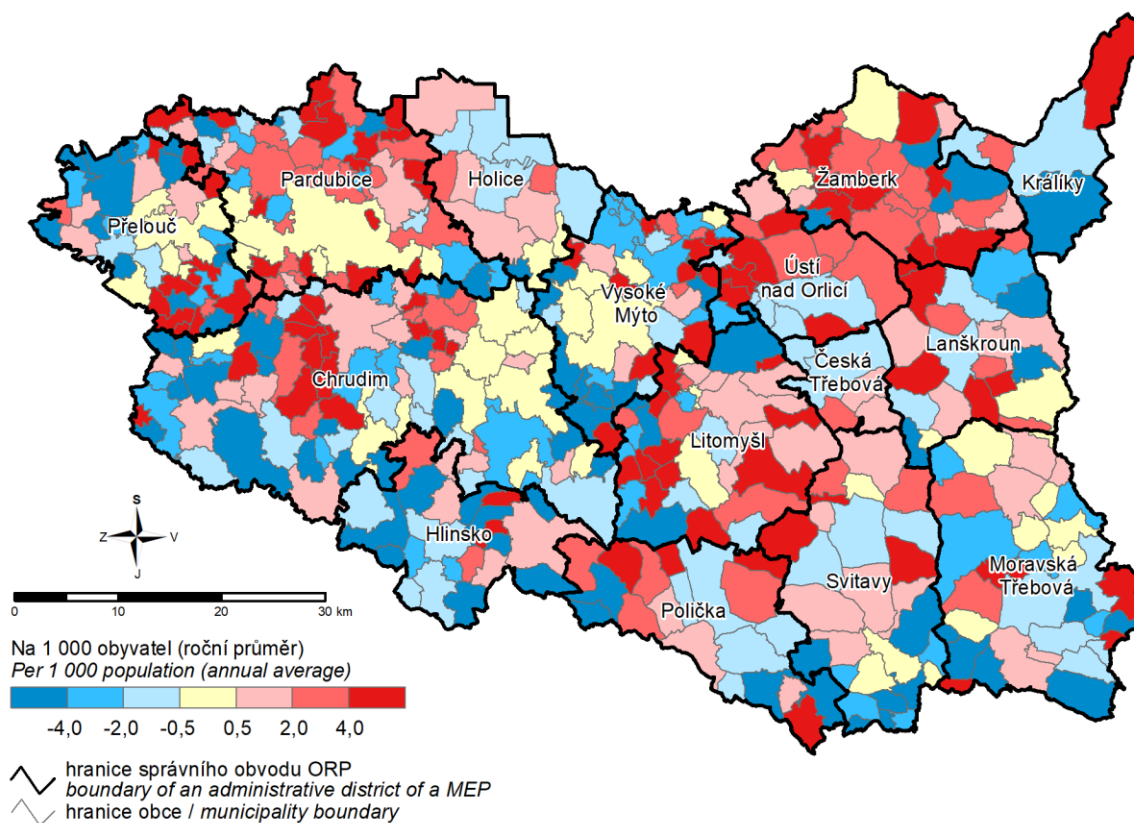 Pardubice
Holice
Žamberk
Králíky
Přelouč
Ústí
nad Orlicí
Vysoké
Mýto
Lanškroun
Česká
Třebová
Chrudim
Litomyšl
Hlinsko
Moravská
Třebová
Svitavy
Polička
S
Z V
J
0 10 20 30 km
Na 1 000 obyvatel (roční průměr)
Per 1 000 population (annual average)
-4,0 -2,0 -0,5 0,5 2,0 4,0
hranice správního obvodu ORP
boundary of an administrative district of a MEP
hranice obce / municipality boundary